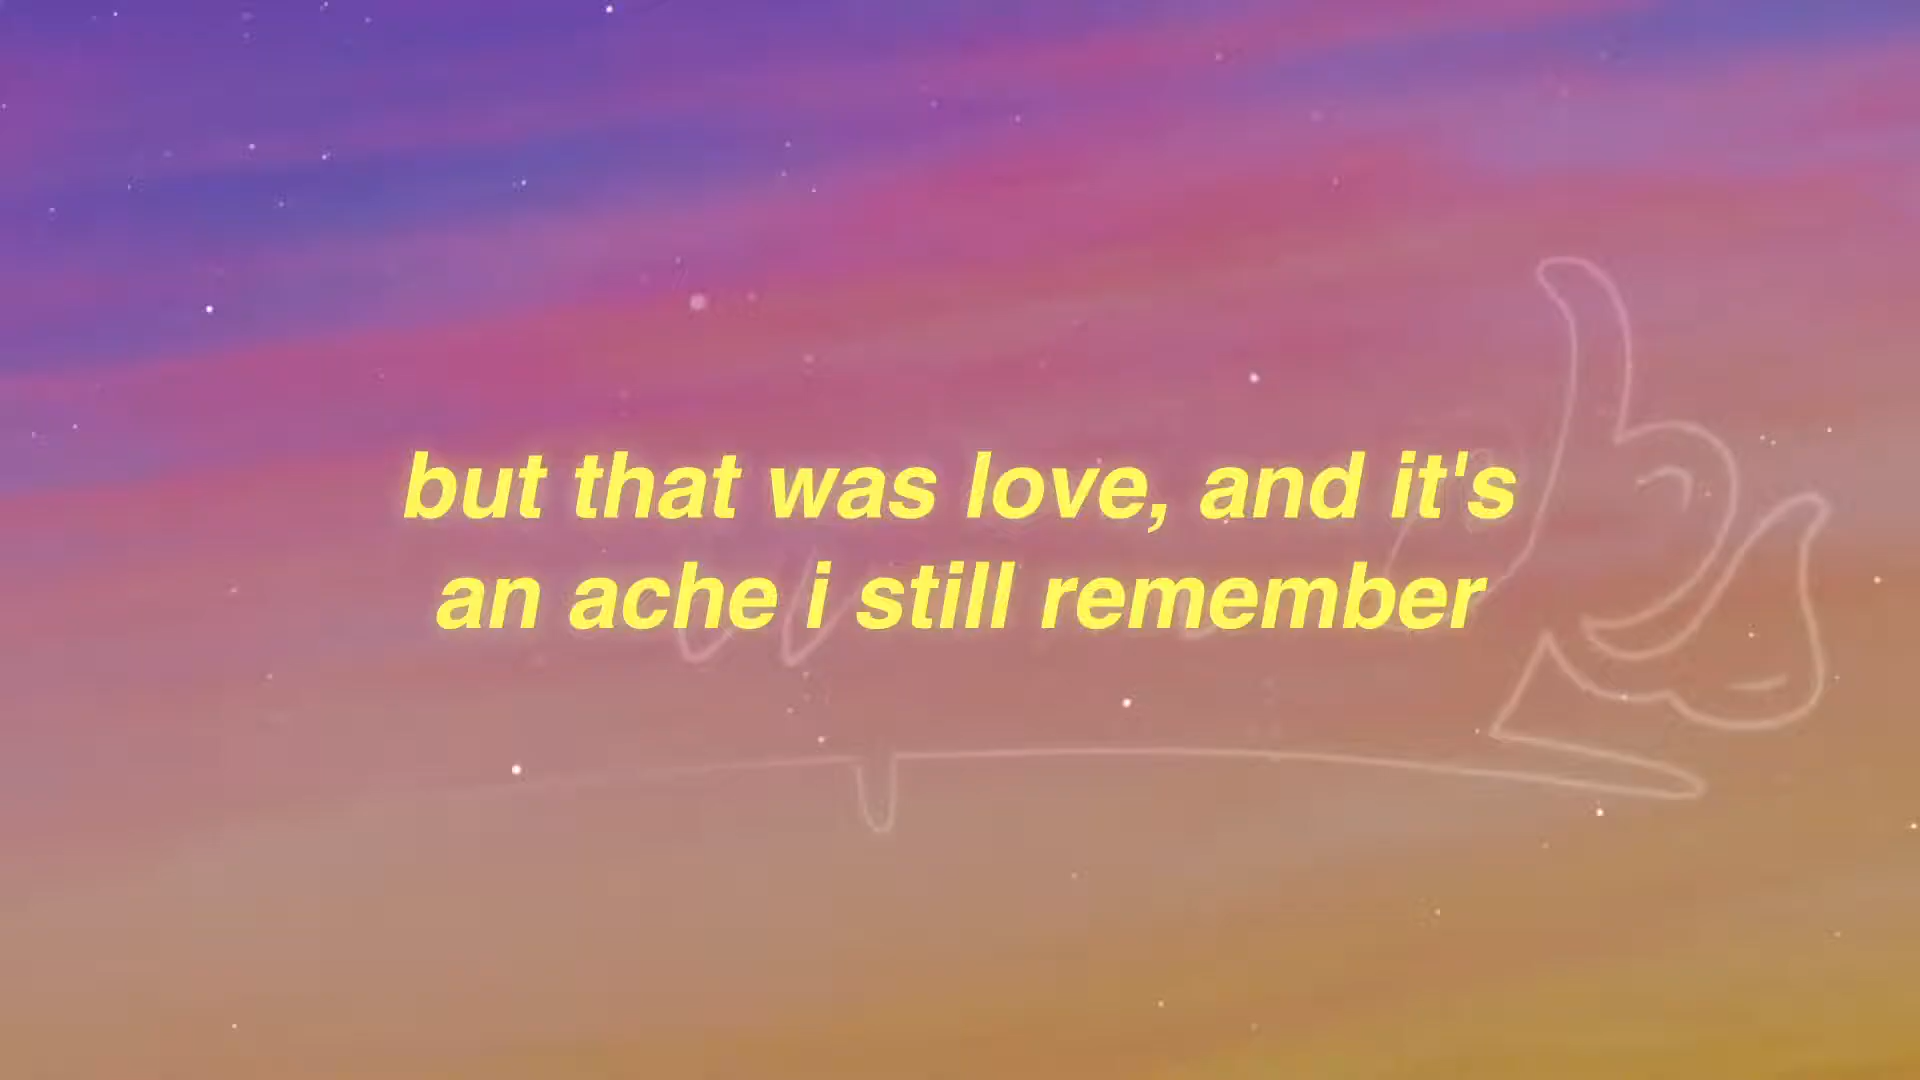 but that was love, and it's
an ache i still remember